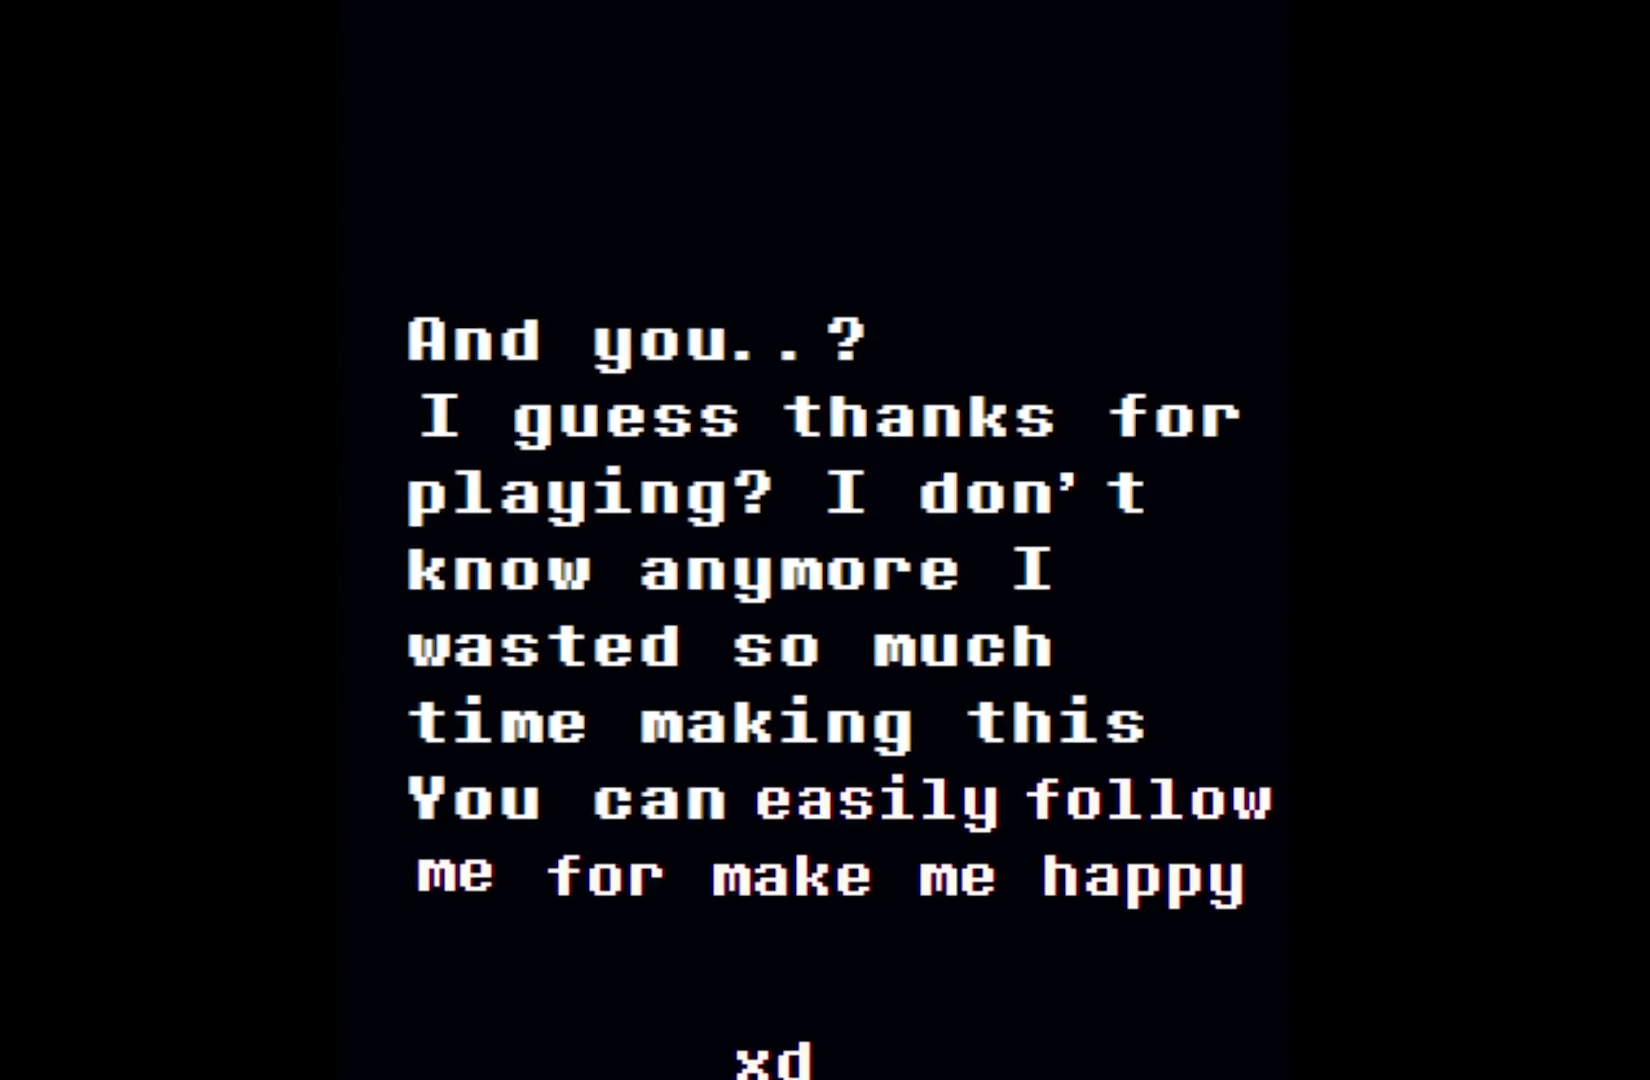 And you..?
I guess thanks for
playing? I don't
know anymore I
wasted so much
time making this
You can easily follow
me for make me happy
xd